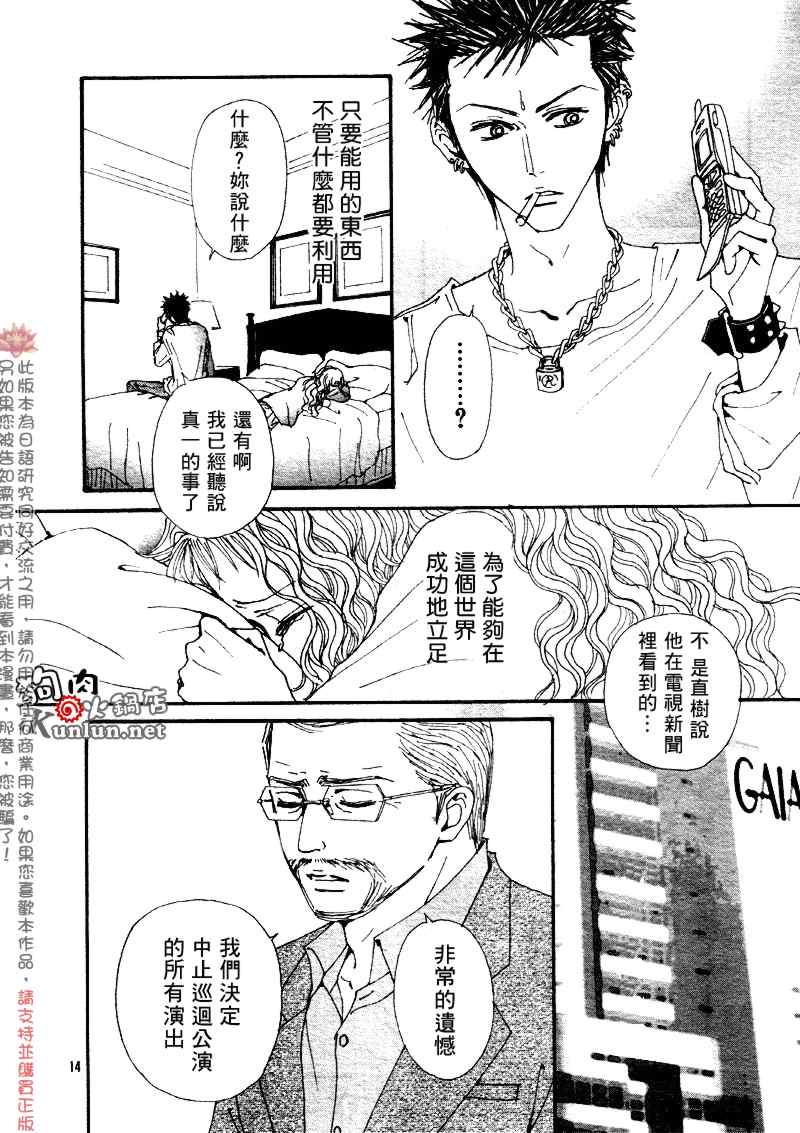 ………？
只要能用的東西
不管什麼都要利用
什麼？妳說什麼
還有啊
我已經聽說
真一的事了
為了能夠在
這個世界
成功地立足
不是直樹說
他在電視新聞
裡看到的…
GAIA
非常的遺憾
我們決定
中止巡迴公演
的所有演出
14
R
肉
火鍋店
Kunlun.net
此版本為日語研究同好交流之用，請勿用
商業用途。如果您喜歡本作品，請支持並購買正版
另如果您被告知需要付費，才能看到本漫畫，那麼，您被騙了！